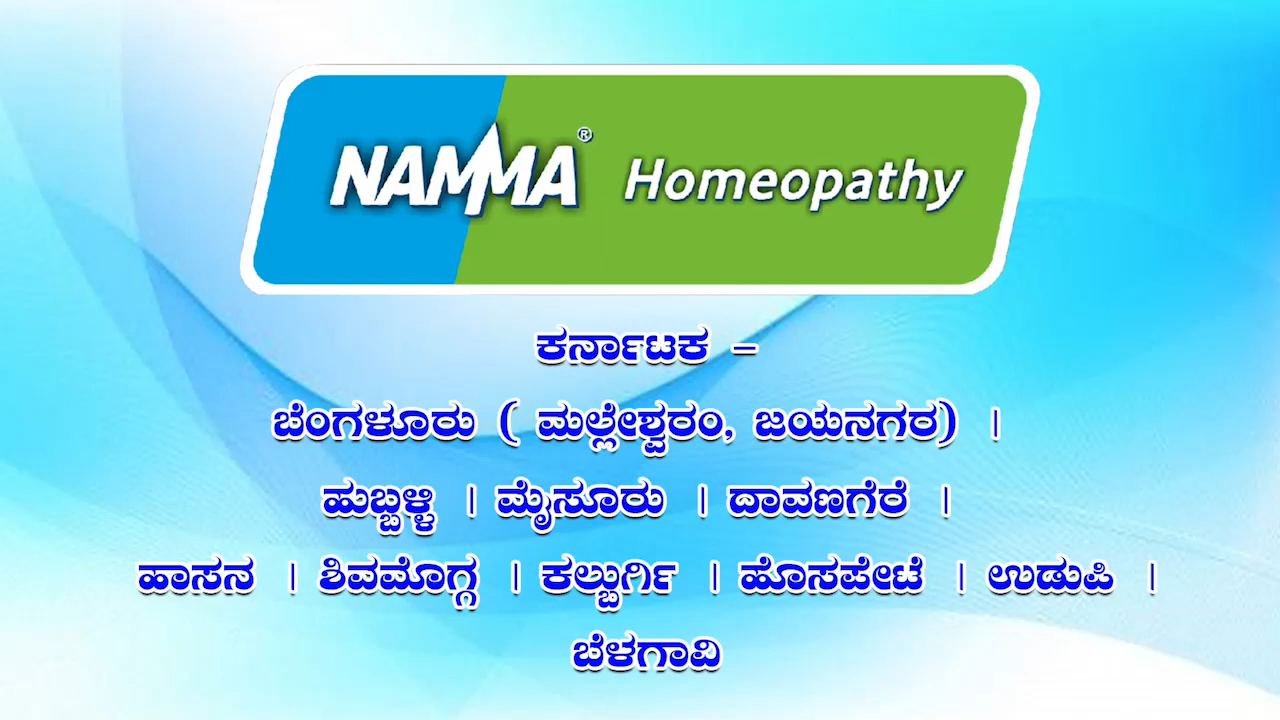 NAMMA® Homeopathy
ಕರ್ನಾಟಕ –
ಬೆಂಗಳೂರು ( ಮಲ್ಲೇಶ್ವರಂ, ಜಯನಗರ) |
ಹುಬ್ಬಳ್ಳಿ | ಮೈಸೂರು | ದಾವಣಗೆರೆ |
ಹಾಸನ | ಶಿವಮೊಗ್ಗ | ಕಲ್ಬುರ್ಗಿ | ಹೊಸಪೇಟೆ | ಉಡುಪಿ |
ಬೆಳಗಾವಿ